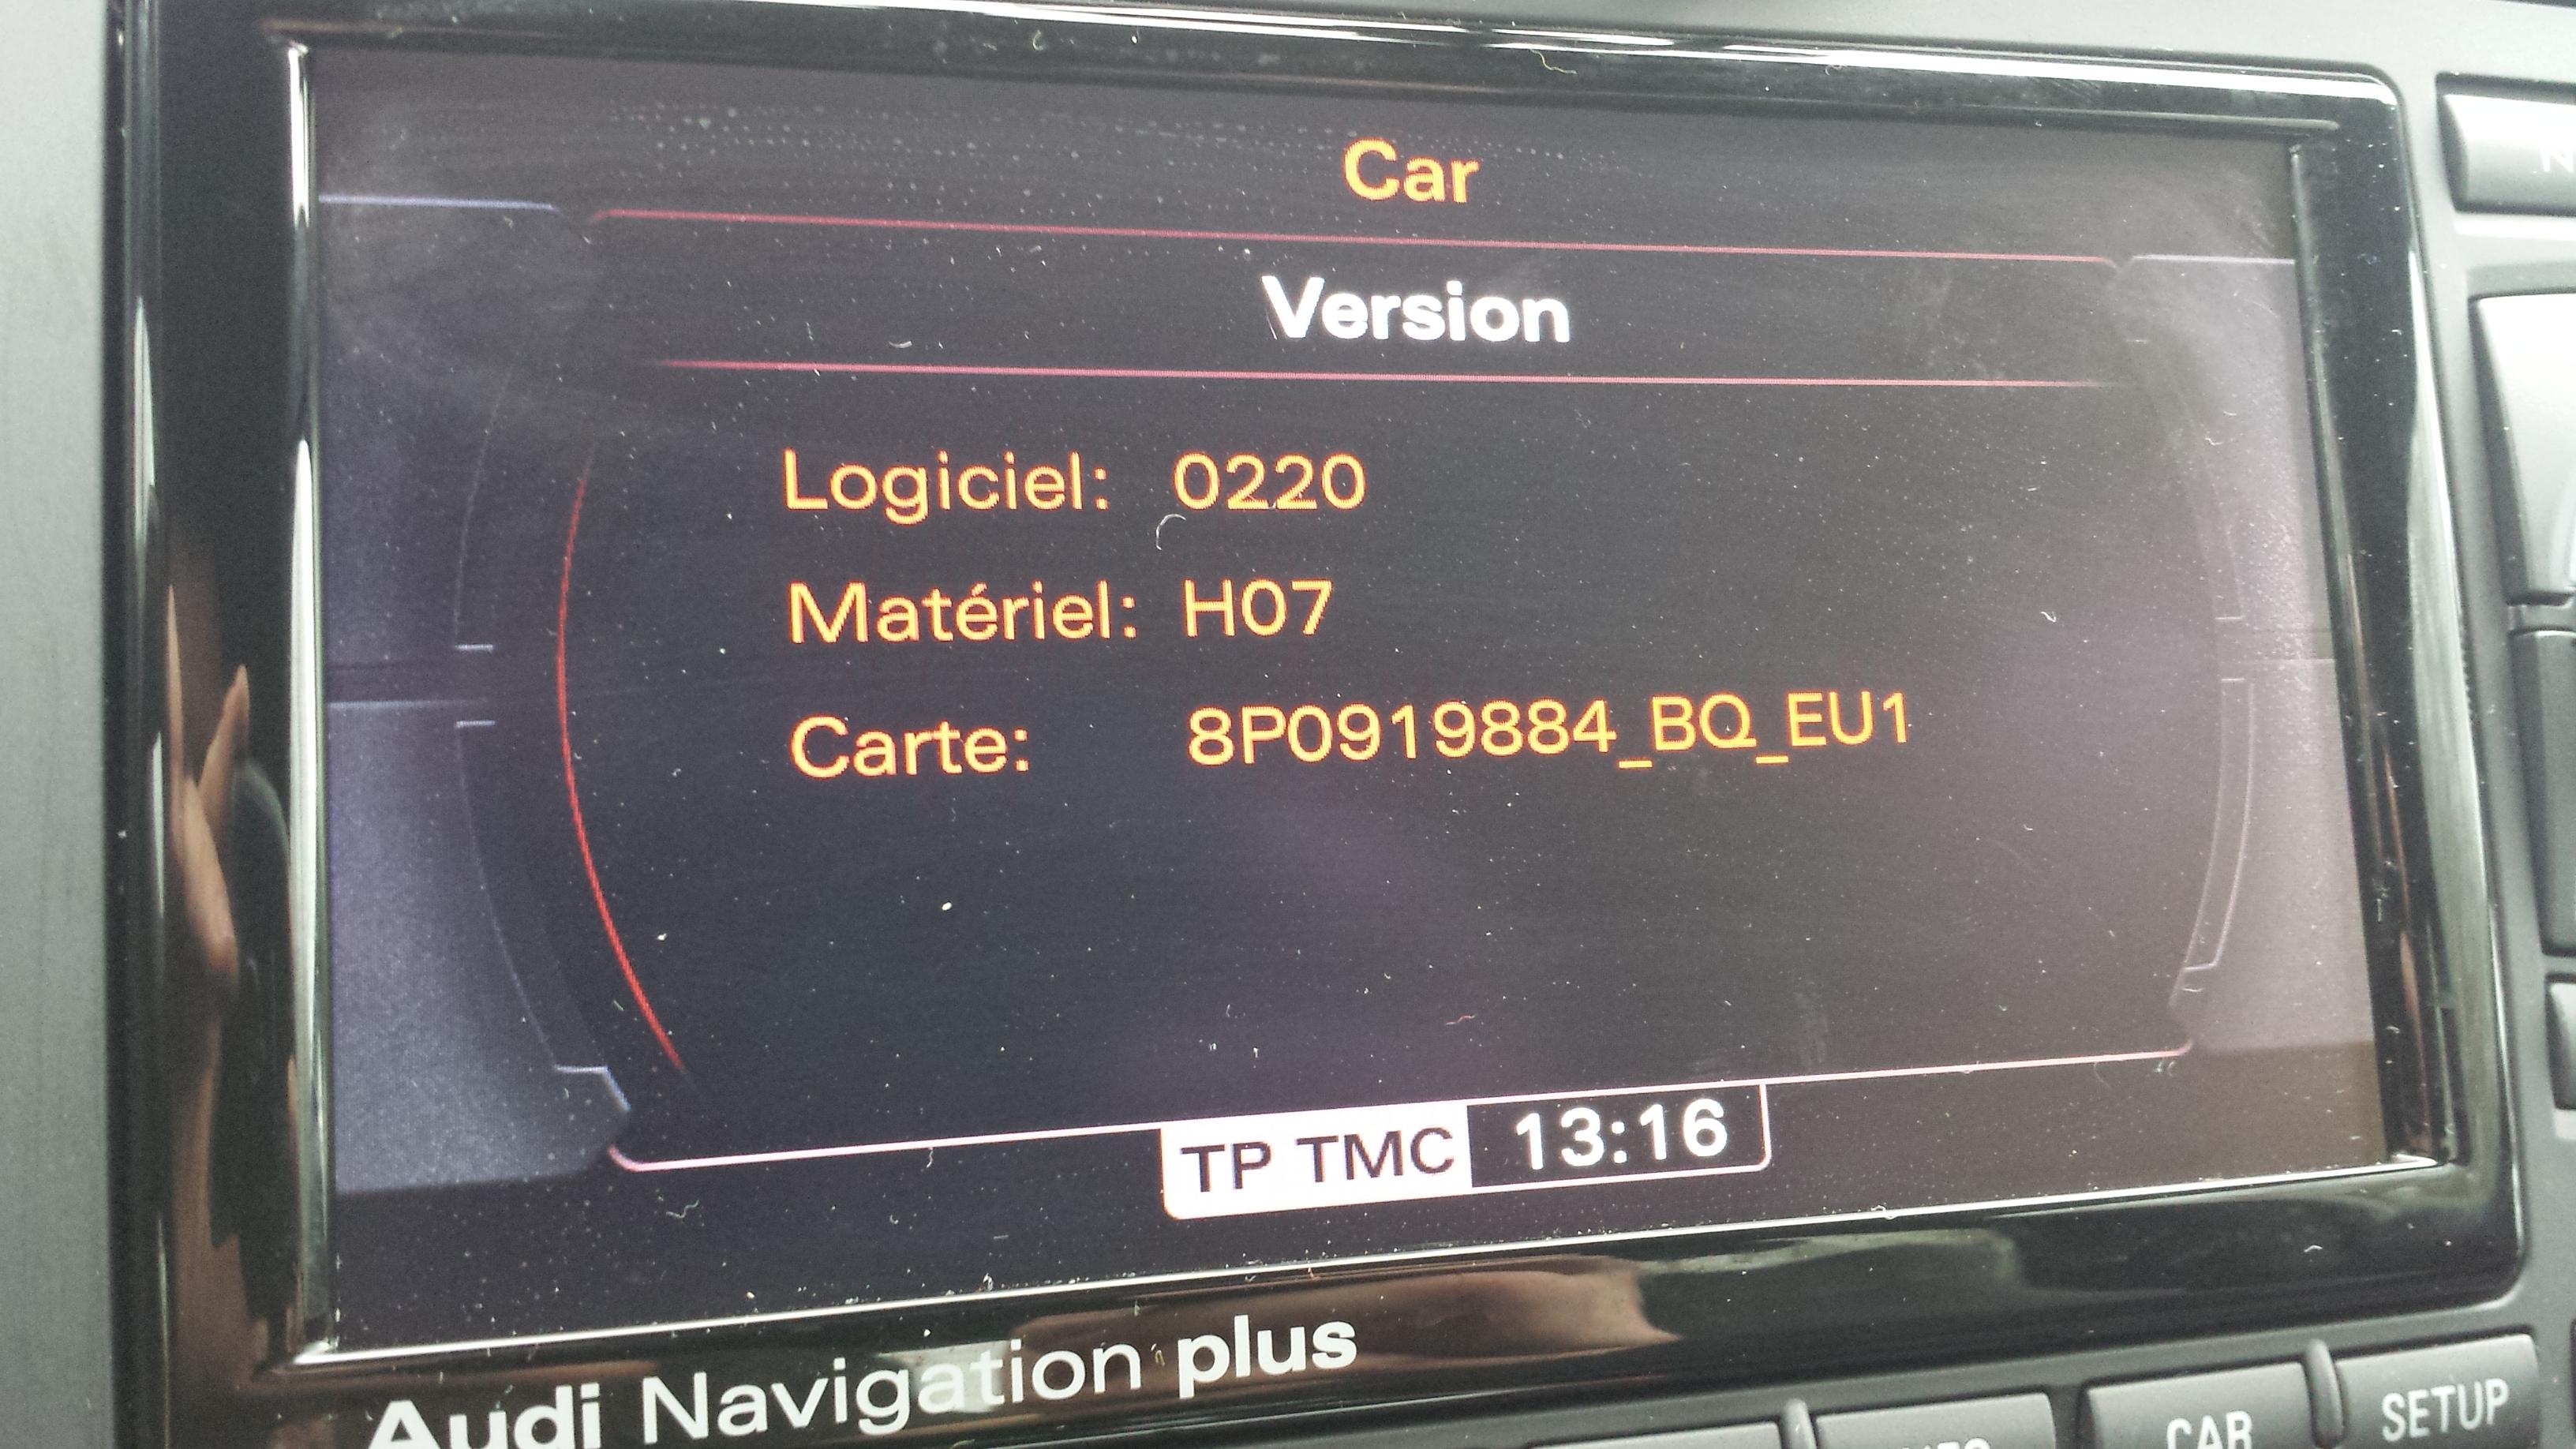 Car
Version
Logiciel: 0220
Matériel: H07
Carte: 8P0919884_BQ_EU1
TP TMC 13:16
Audi Navigation plus
CAR
SETUP